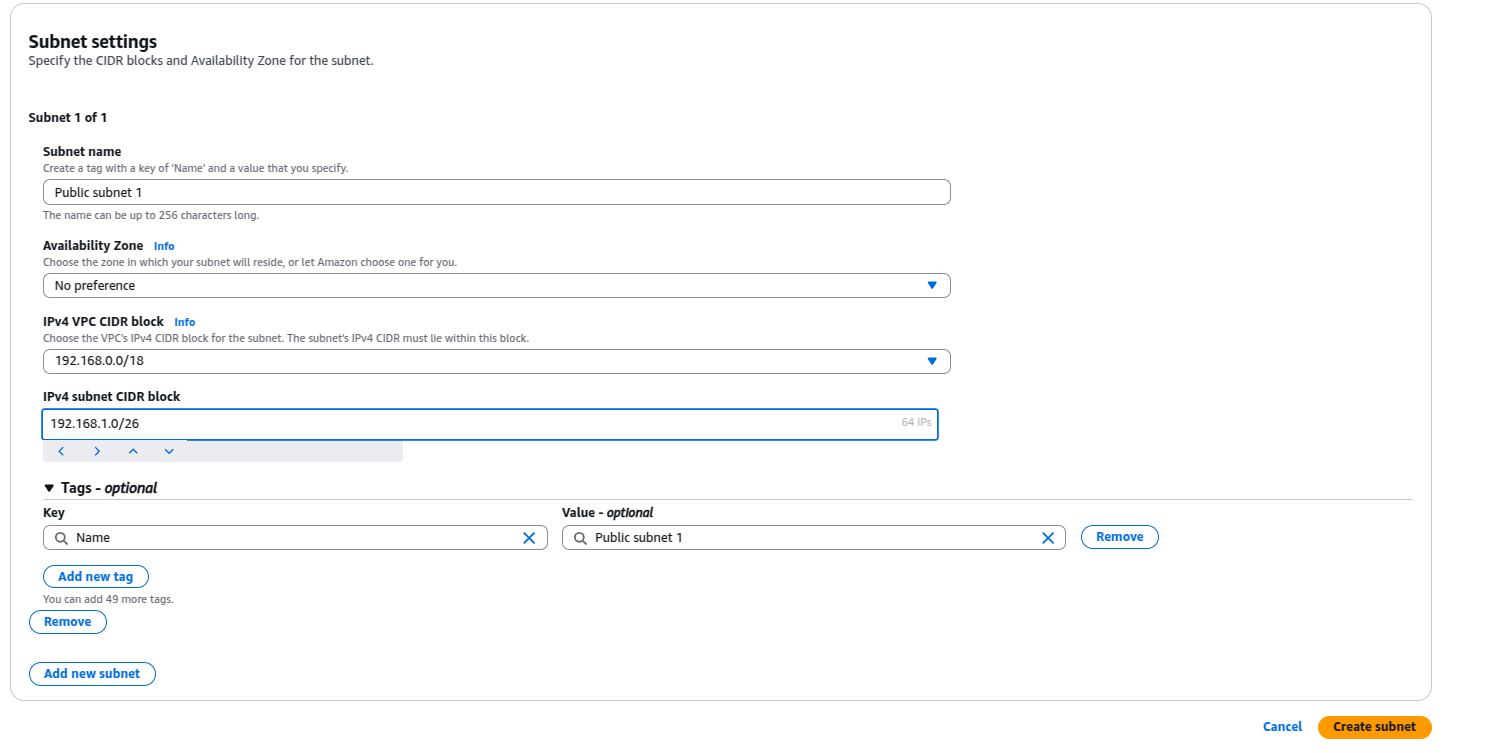 Subnet settings
Specify the CIDR blocks and Availability Zone for the subnet.
Subnet 1 of 1
Subnet name
Create a tag with a key of 'Name' and a value that you specify.
Public subnet 1
The name can be up to 256 characters long.
Availability Zone Info
Choose the zone in which your subnet will reside, or let Amazon choose one for you.
No preference
IPv4 VPC CIDR block Info
Choose the VPC's IPv4 CIDR block for the subnet. The subnet's IPv4 CIDR must lie within this block.
192.168.0.0/18
IPv4 subnet CIDR block
192.168.1.0/26 64 IPs
Tags - optional
Key Value - optional
Name Public subnet 1 Remove
Add new tag
You can add 49 more tags.
Remove
Add new subnet
Cancel Create subnet